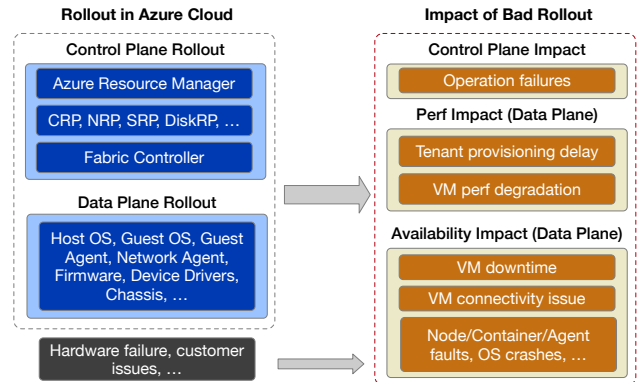 Rollout in Azure Cloud
Control Plane Rollout
Azure Resource Manager
CRP, NRP, SRP, DiskRP, …
Fabric Controller
Data Plane Rollout
Host OS, Guest OS, Guest
Agent, Network Agent,
Firmware, Device Drivers,
Chassis, …
Hardware failure, customer
issues, …
Impact of Bad Rollout
Control Plane Impact
Operation failures
Perf Impact (Data Plane)
Tenant provisioning delay
VM perf degradation
Availability Impact (Data Plane)
VM downtime
VM connectivity issue
Node/Container/Agent
faults, OS crashes, …